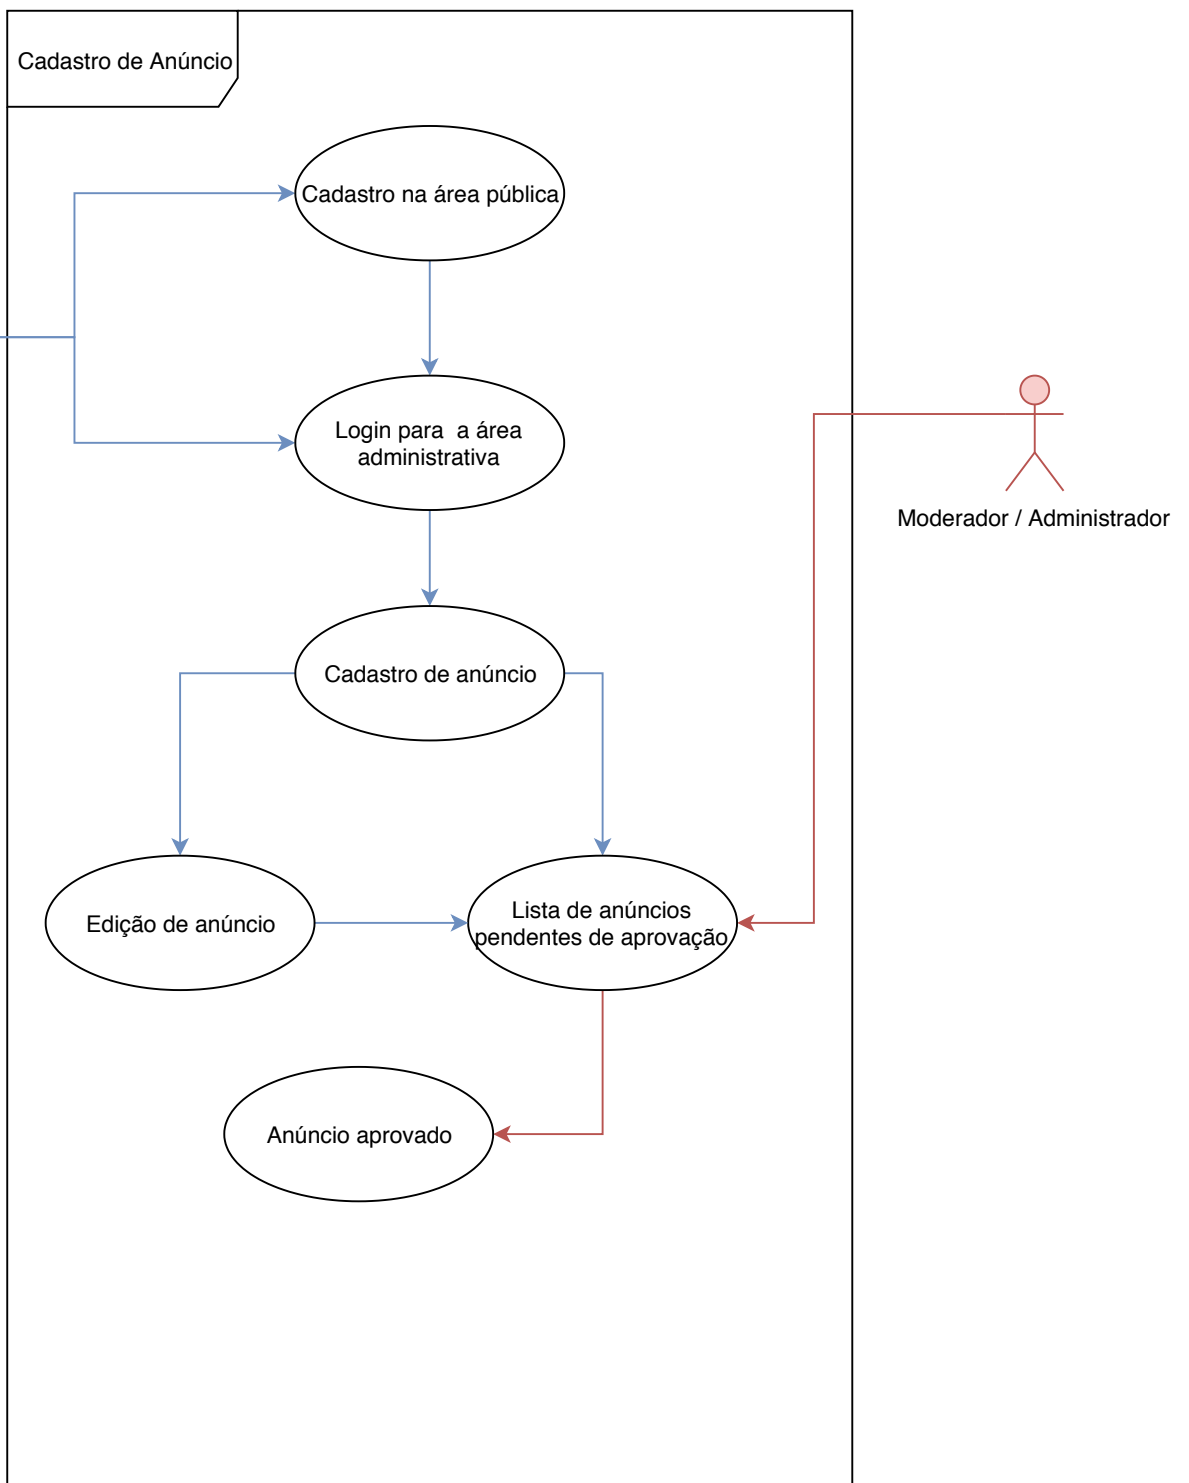 Cadastro de Anúncio
Cadastro na área pública
Login para a área
administrativa
Moderador / Administrador
Cadastro de anúncio
Edição de anúncio
Lista de anúncios
pendentes de aprovação
Anúncio aprovado